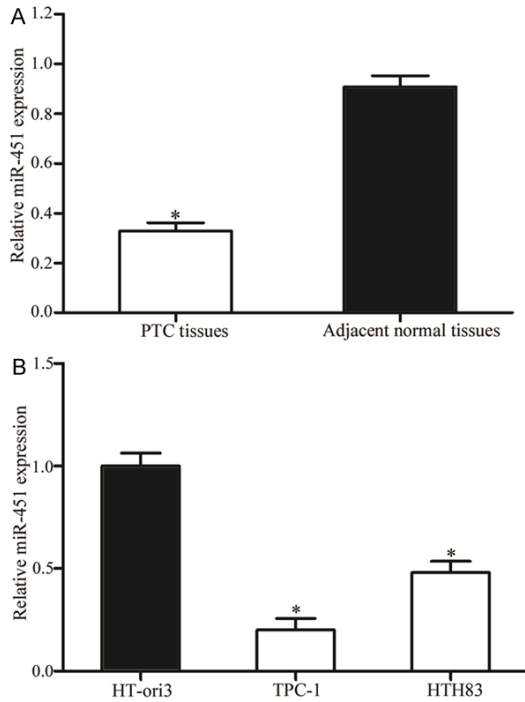 A
Relative miR-451 expression
1.2
1.0
0.8
0.6
0.4
0.2
0.0
*
PTC tissues
Adjacent normal tissues
B
Relative miR-451 expression
1.5
1.0
0.5
0.0
*
*
HT-ori3
TPC-1
HTH83